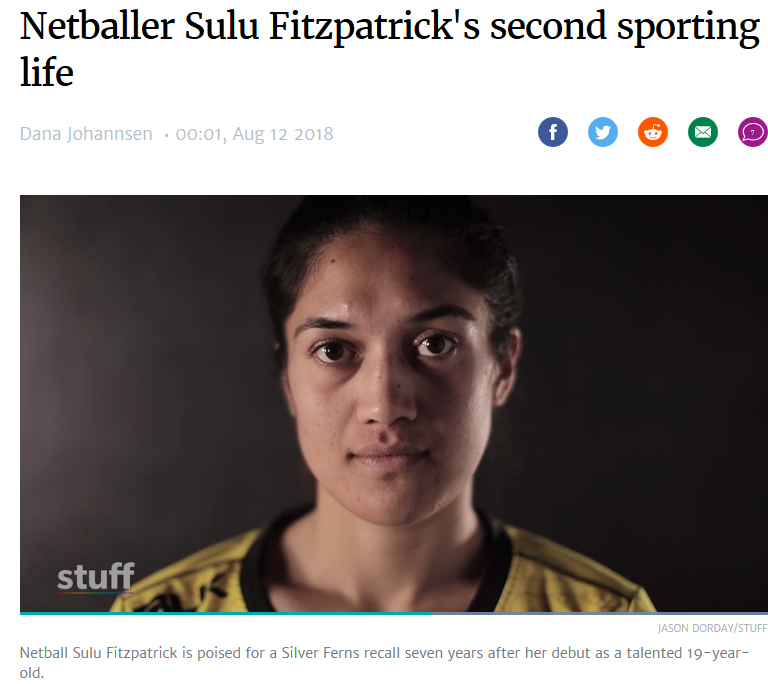 Netballer Sulu Fitzpatrick's second sporting
life
Dana Johannsen • 00:01, Aug 12 2018
stuff
JASON DORDAY/STUFF
Netball Sulu Fitzpatrick is poised for a Silver Ferns recall seven years after her debut as a talented 19-year-
old.